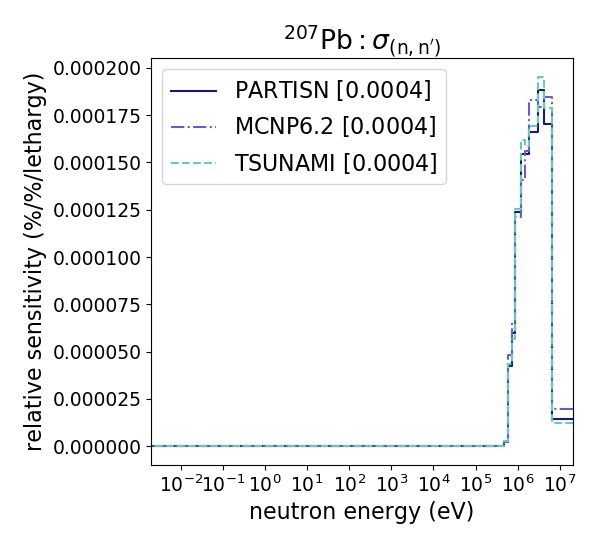 ²⁰⁷Pb : σ₍ₙ, ₙ′₎
0.000200
0.000175
0.000150
0.000125
0.000100
0.000075
0.000050
0.000025
0.000000
relative sensitivity (%/%/lethargy)
PARTISN [0.0004]
MCNP6.2 [0.0004]
TSUNAMI [0.0004]
10⁻² 10⁻¹ 10⁰ 10¹ 10² 10³ 10⁴ 10⁵ 10⁶ 10⁷
neutron energy (eV)